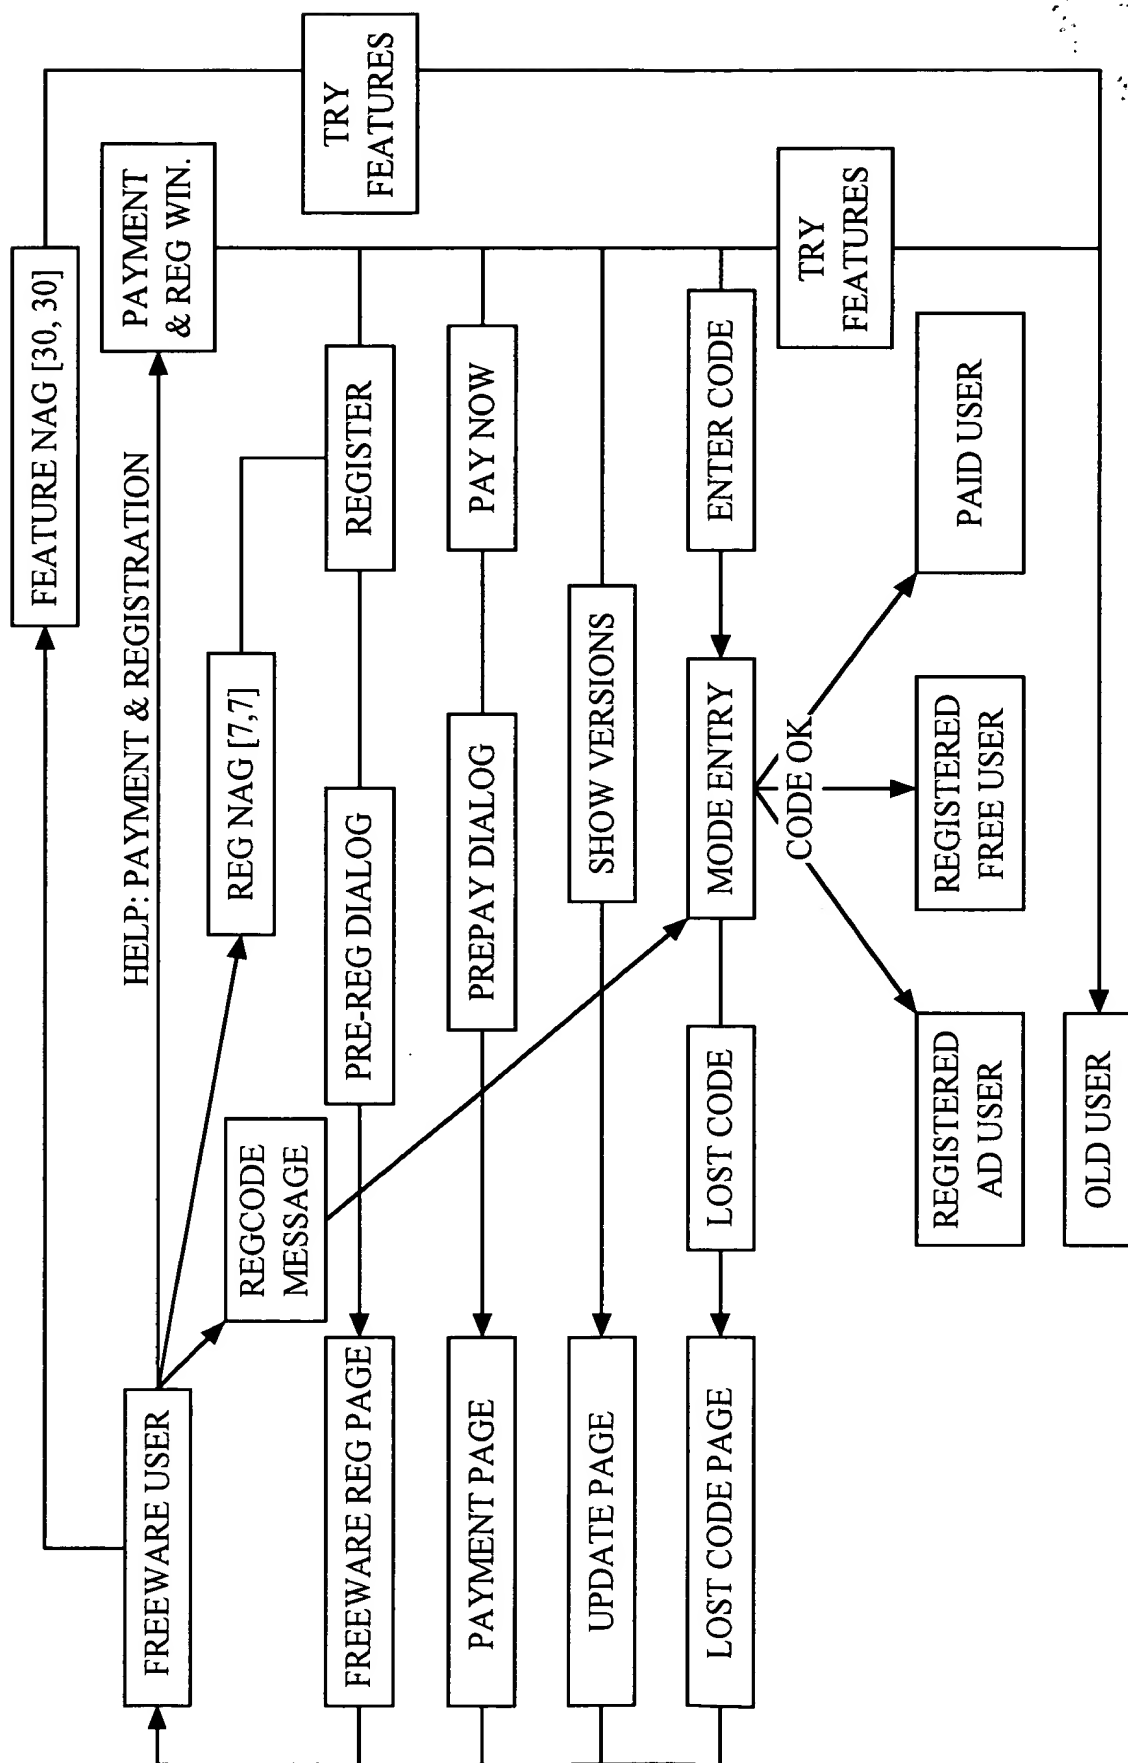 FREEWARE USER
FEATURE NAG [30, 30]
HELP: PAYMENT & REGISTRATION
PAYMENT
& REG WIN.
TRY
FEATURES
REG NAG [7,7]
REGCODE
MESSAGE
FREEWARE REG PAGE
PRE-REG DIALOG
REGISTER
PAYMENT PAGE
PREPAY DIALOG
PAY NOW
UPDATE PAGE
SHOW VERSIONS
LOST CODE PAGE
LOST CODE
MODE ENTRY
ENTER CODE
TRY
FEATURES
CODE OK
REGISTERED
AD USER
REGISTERED
FREE USER
PAID USER
OLD USER